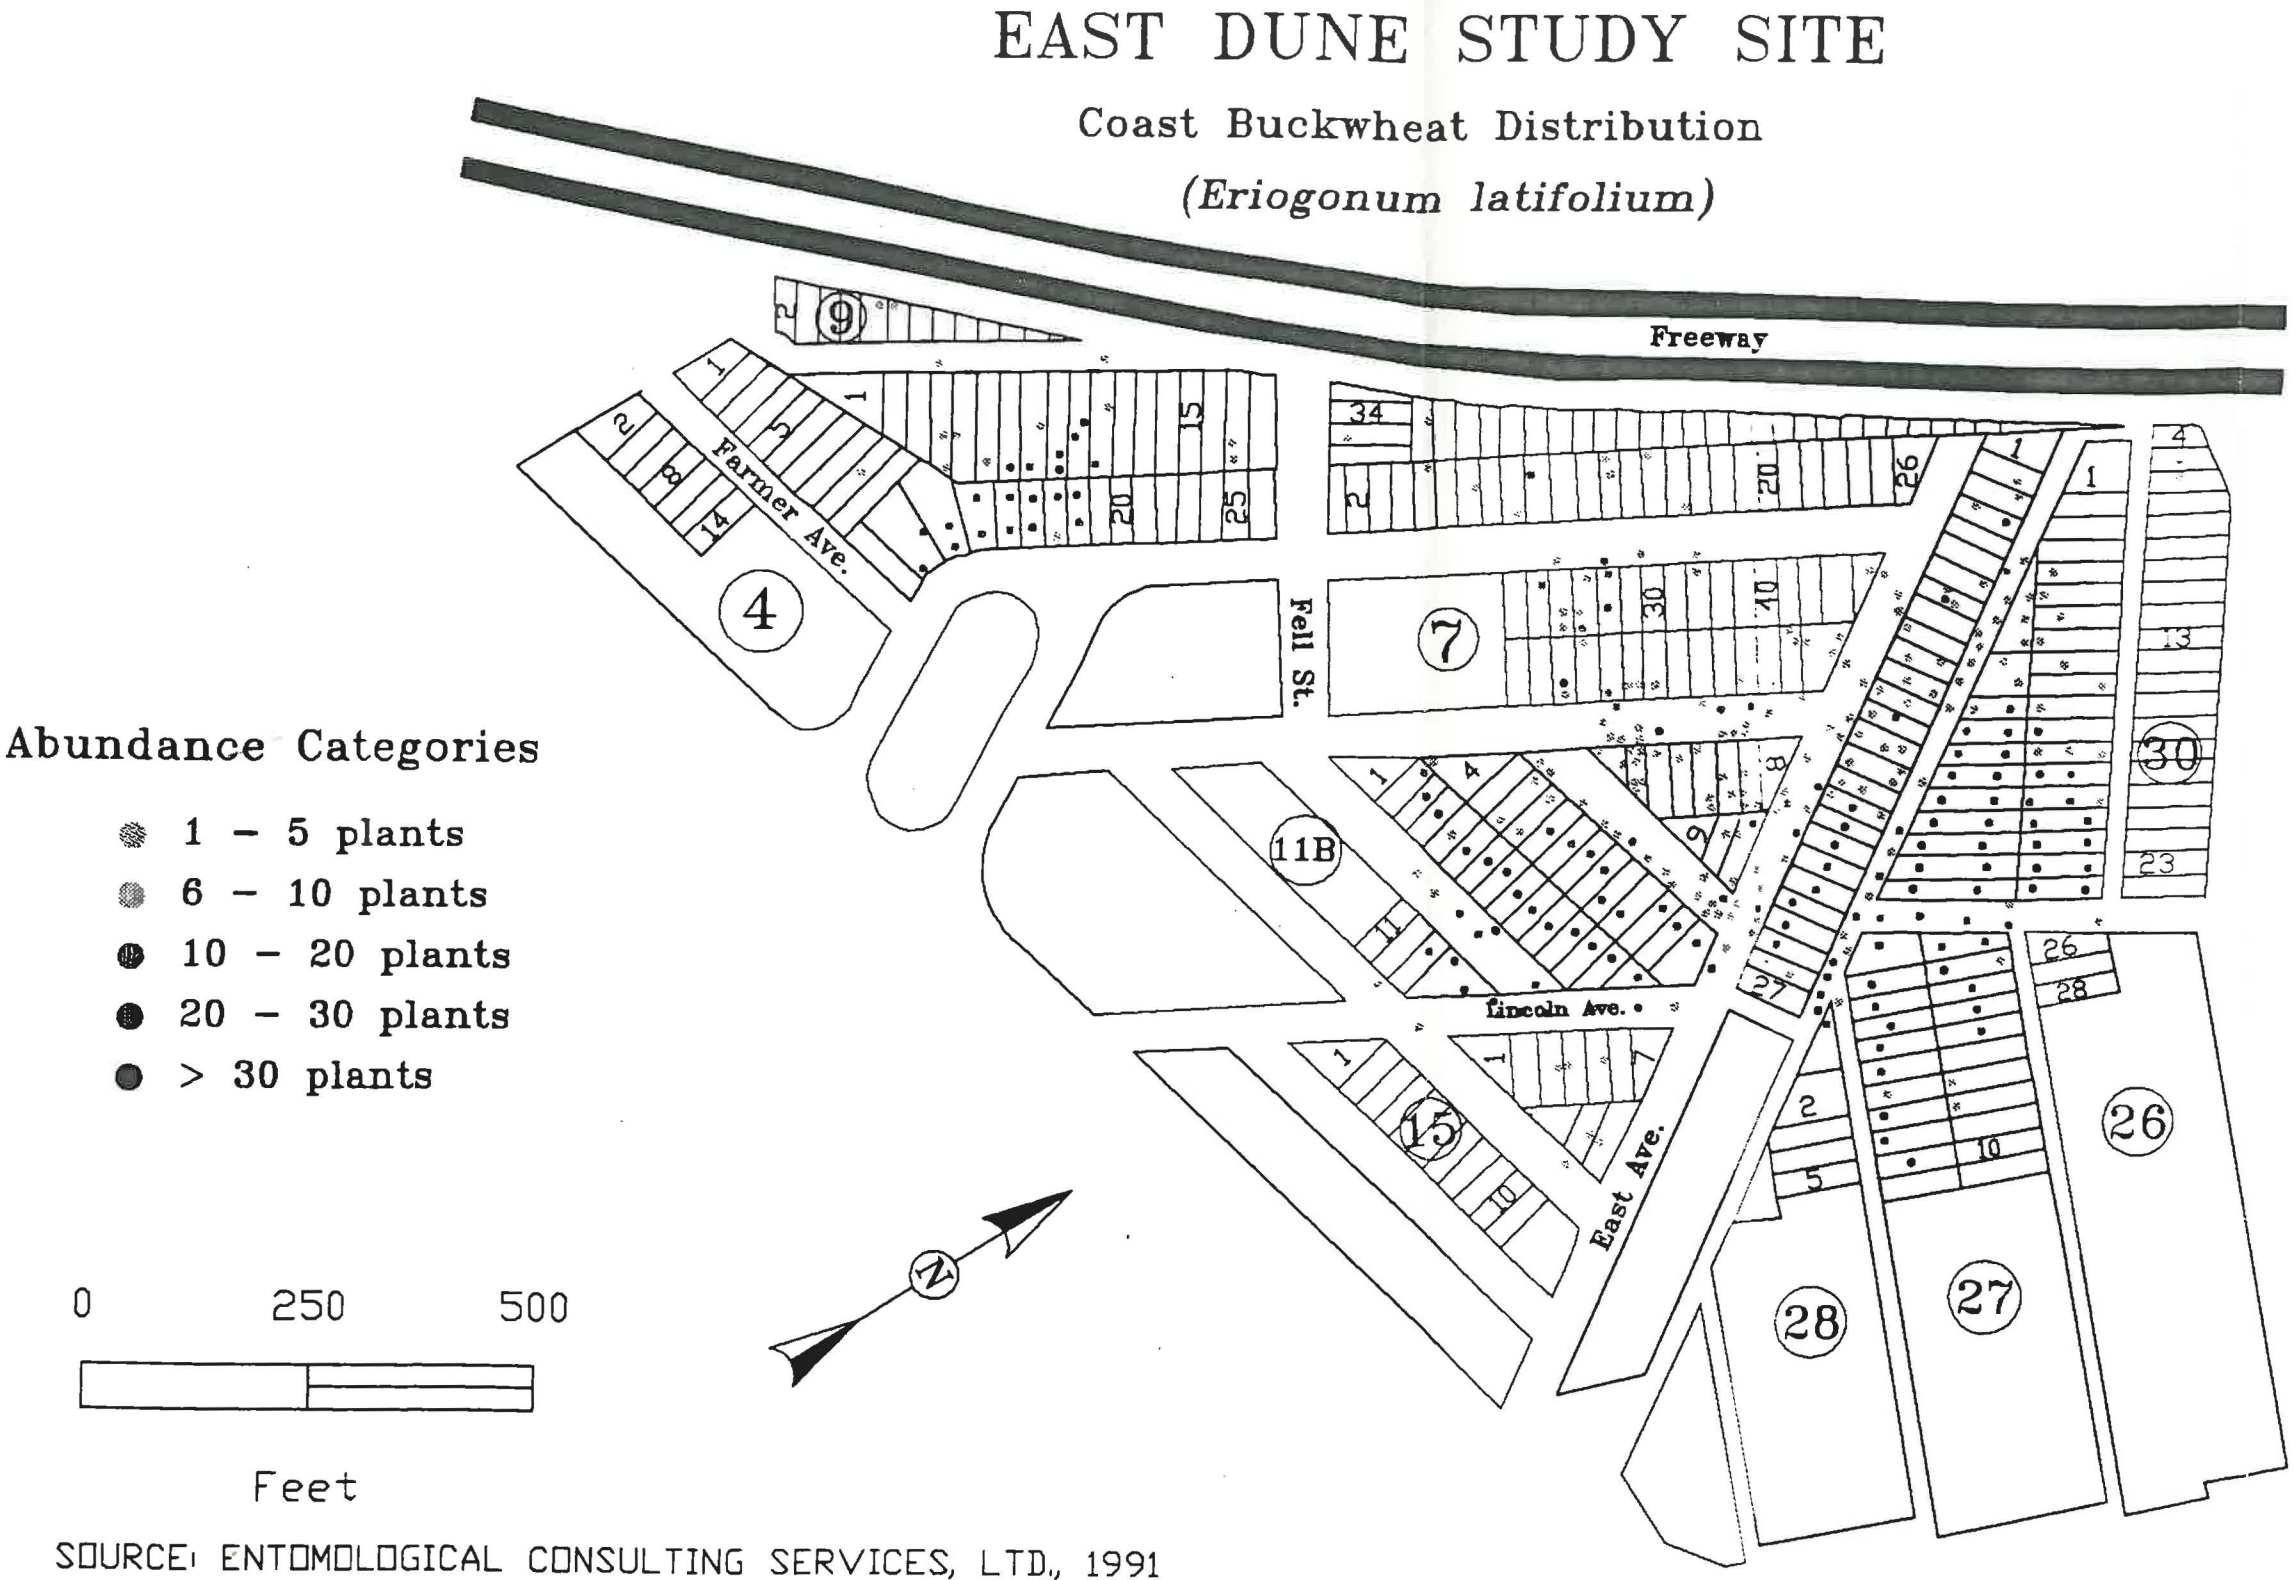 EAST DUNE STUDY SITE
Coast Buckwheat Distribution
(Eriogonum latifolium)
Freeway
2
9
1
5
1
15
34
4
2
8
14
Farmer Ave.
20
25
2
20
26
1
1
13
4
Fell St.
7
30
40
30
23
Abundance Categories
1 - 5 plants
6 - 10 plants
10 - 20 plants
20 - 30 plants
> 30 plants
11B
11
1
4
8
9
27
26
28
Lincoln Ave.
1
7
1
15
10
East Ave.
2
5
10
26
27
28
N
0 250 500
Feet
SOURCE: ENTOMOLOGICAL CONSULTING SERVICES, LTD., 1991